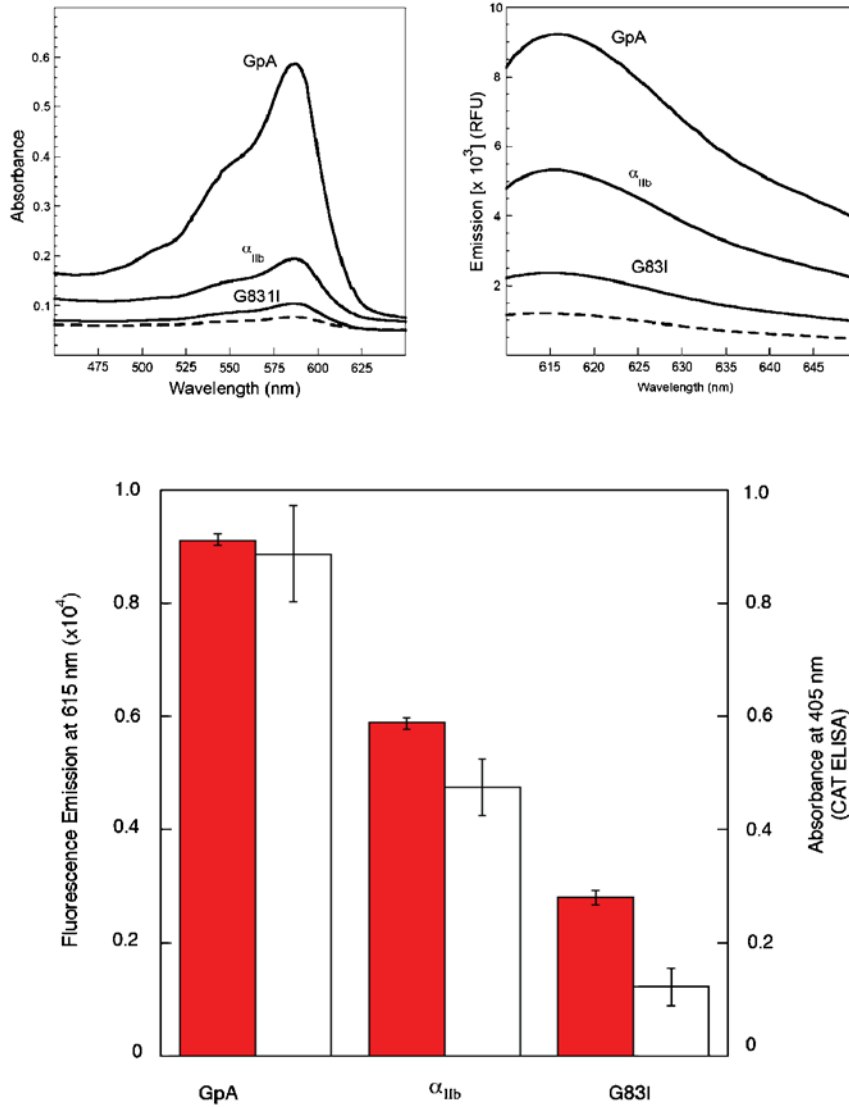 GpA
α_IIb
G831I
Absorbance
0.6
0.5
0.4
0.3
0.2
0.1
475
500
525
550
575
600
625
Wavelength (nm)
GpA
α_IIb
G83I
Emission [x 10³] (RFU)
10
8
6
4
2
615
620
625
630
635
640
645
Wavelength (nm)
Fluorescence Emission at 615 nm (x10⁴)
1.0
0.8
0.6
0.4
0.2
0
1.0
0.8
0.6
0.4
0.2
0
Absorbance at 405 nm
(CAT ELISA)
GpA
α_IIb
G83I